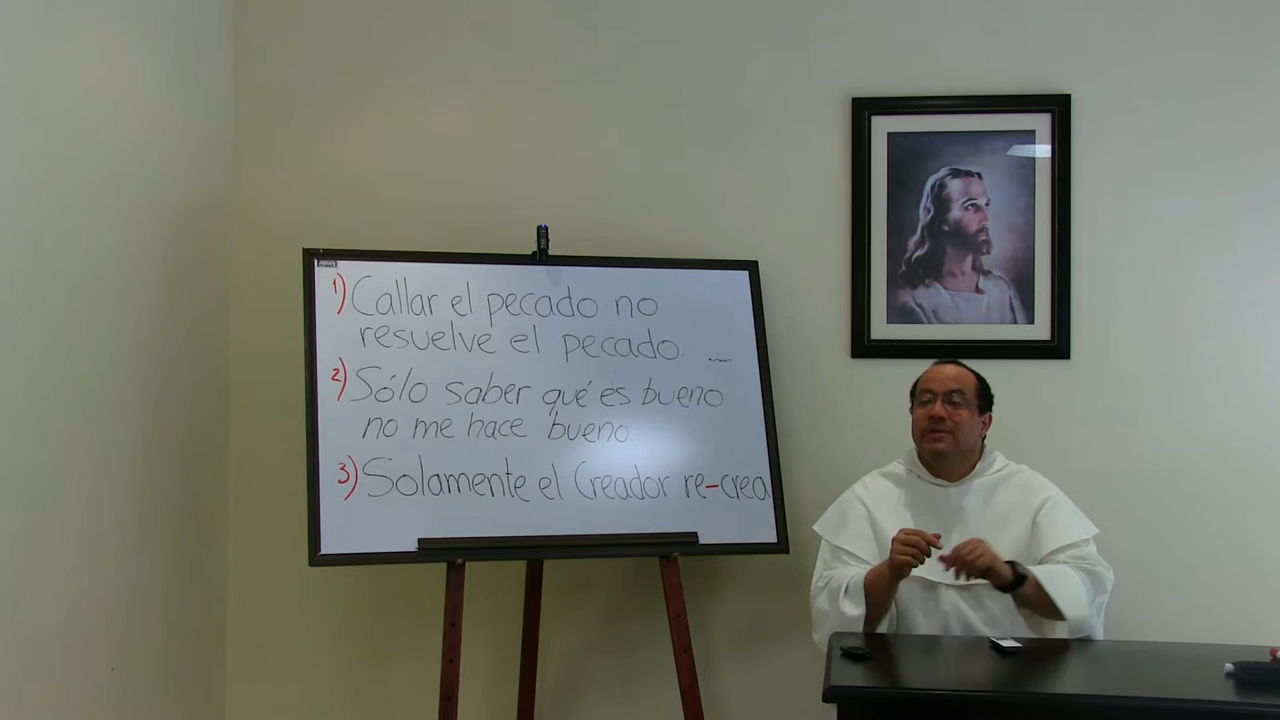 1) Callar el pecado no
resuelve el pecado.
2) Sólo saber qué es bueno
no me hace bueno.
3) Solamente el Creador re-crea